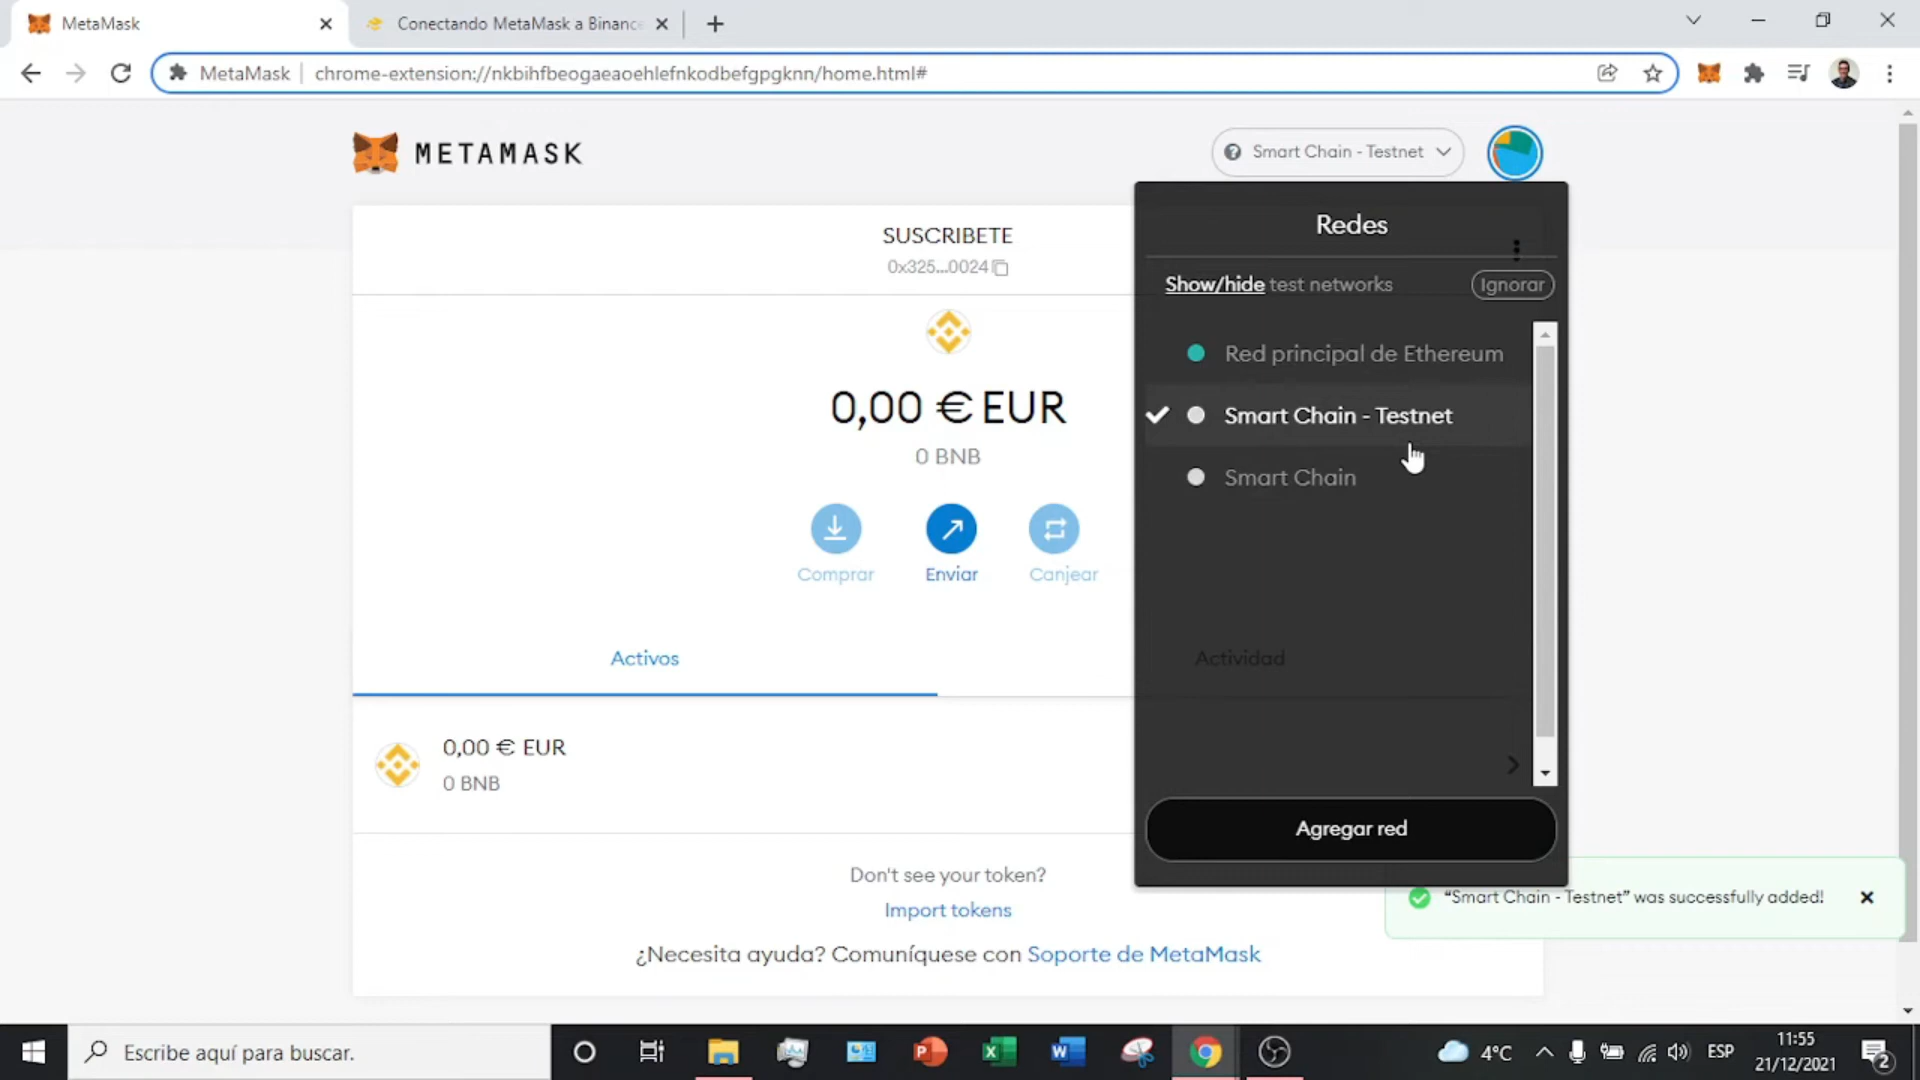 MetaMask
Conectando MetaMask a Binance
MetaMask
chrome-extension://nkbihfbeogaeaoehlefnkodbefgpgknn/home.html#
METAMASK
Smart Chain - Testnet
SUSCRIBETE
0x325...0024
0,00 € EUR
0 BNB
Comprar
Enviar
Canjear
Redes
Show/hide test networks
Ignorar
Red principal de Ethereum
Smart Chain - Testnet
Smart Chain
Agregar red
Activos
Actividad
0,00 € EUR
0 BNB
Don't see your token?
Import tokens
¿Necesita ayuda? Comuníquese con Soporte de MetaMask
“Smart Chain - Testnet” was successfully added!
Escribe aquí para buscar.
4°C
ESP
11:55
21/12/2021
2